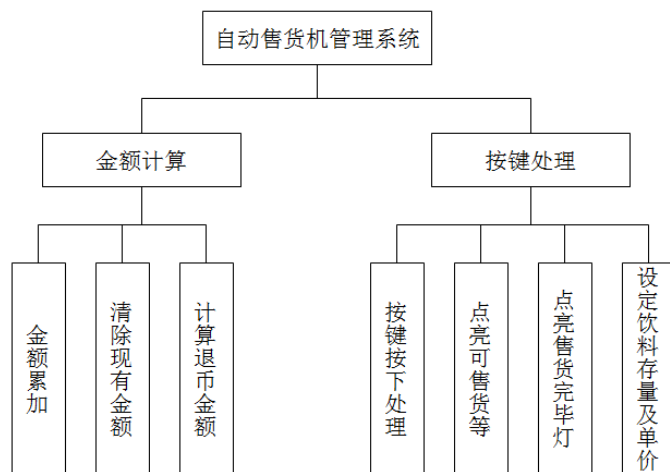 自动售货机管理系统
金额计算
按键处理
金额累加
清除现有金额
计算退币金额
按键按下处理
点亮可售货等
点亮售货完毕灯
设定饮料存量及单价